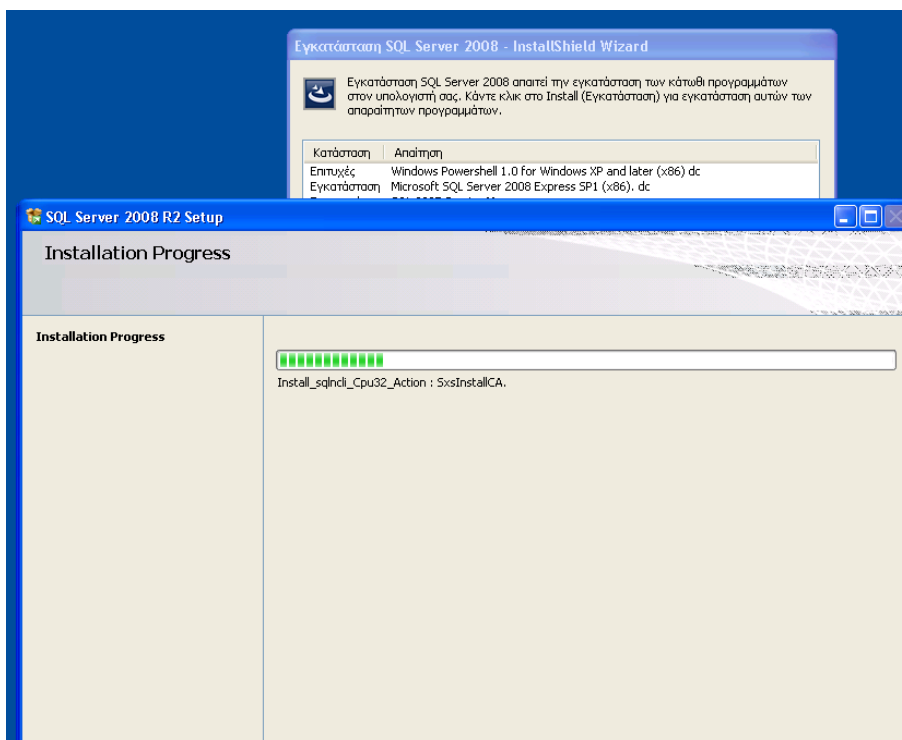 Εγκατάσταση SQL Server 2008 - InstallShield Wizard
Εγκατάσταση SQL Server 2008 απαιτεί την εγκατάσταση των κάτωθι προγραμμάτων
στον υπολογιστή σας. Κάντε κλικ στο Install (Εγκατάσταση) για εγκατάσταση αυτών των
απαραίτητων προγραμμάτων.
Κατάσταση Απαίτηση
Επιτυχές Windows Powershell 1.0 for Windows XP and later (x86) dc
Εγκατάσταση Microsoft SQL Server 2008 Express SP1 (x86). dc
SQL Server 2008 R2 Setup
Installation Progress
Installation Progress
Install_sqlncli_Cpu32_Action : SxsInstallCA.